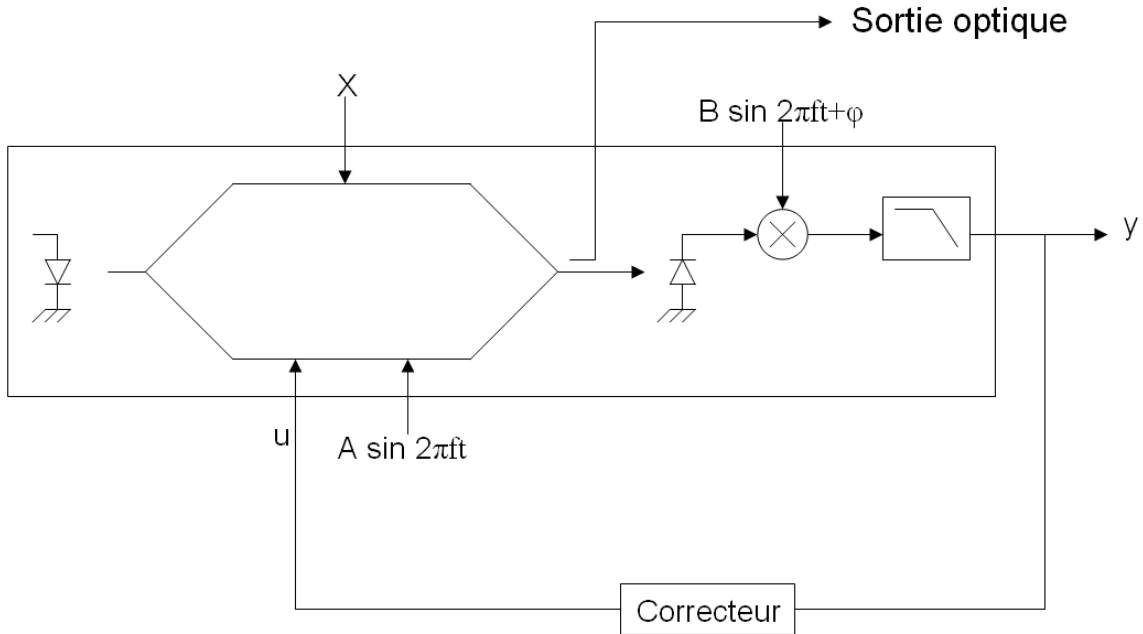 Sortie optique
X
B sin 2πft+φ
y
u
A sin 2πft
Correcteur